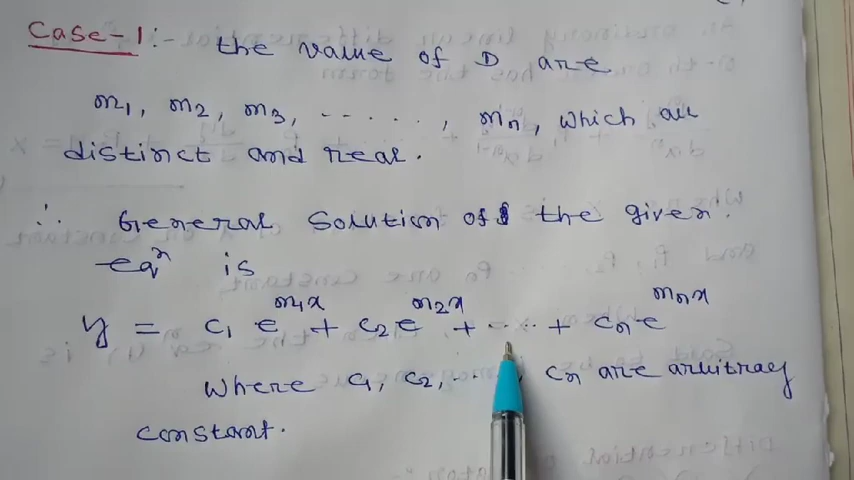 Case-1:- the value of D are
m₁, m₂, m₃, ......, mₙ, which are
distinct and real.
∴ General Solution of the given
eqⁿ is
y = c₁ e^{m₁x} + c₂ e^{m₂x} + .... + cₙ e^{mₙx}
where c₁, c₂, ... , cₙ are arbitrary
constant.